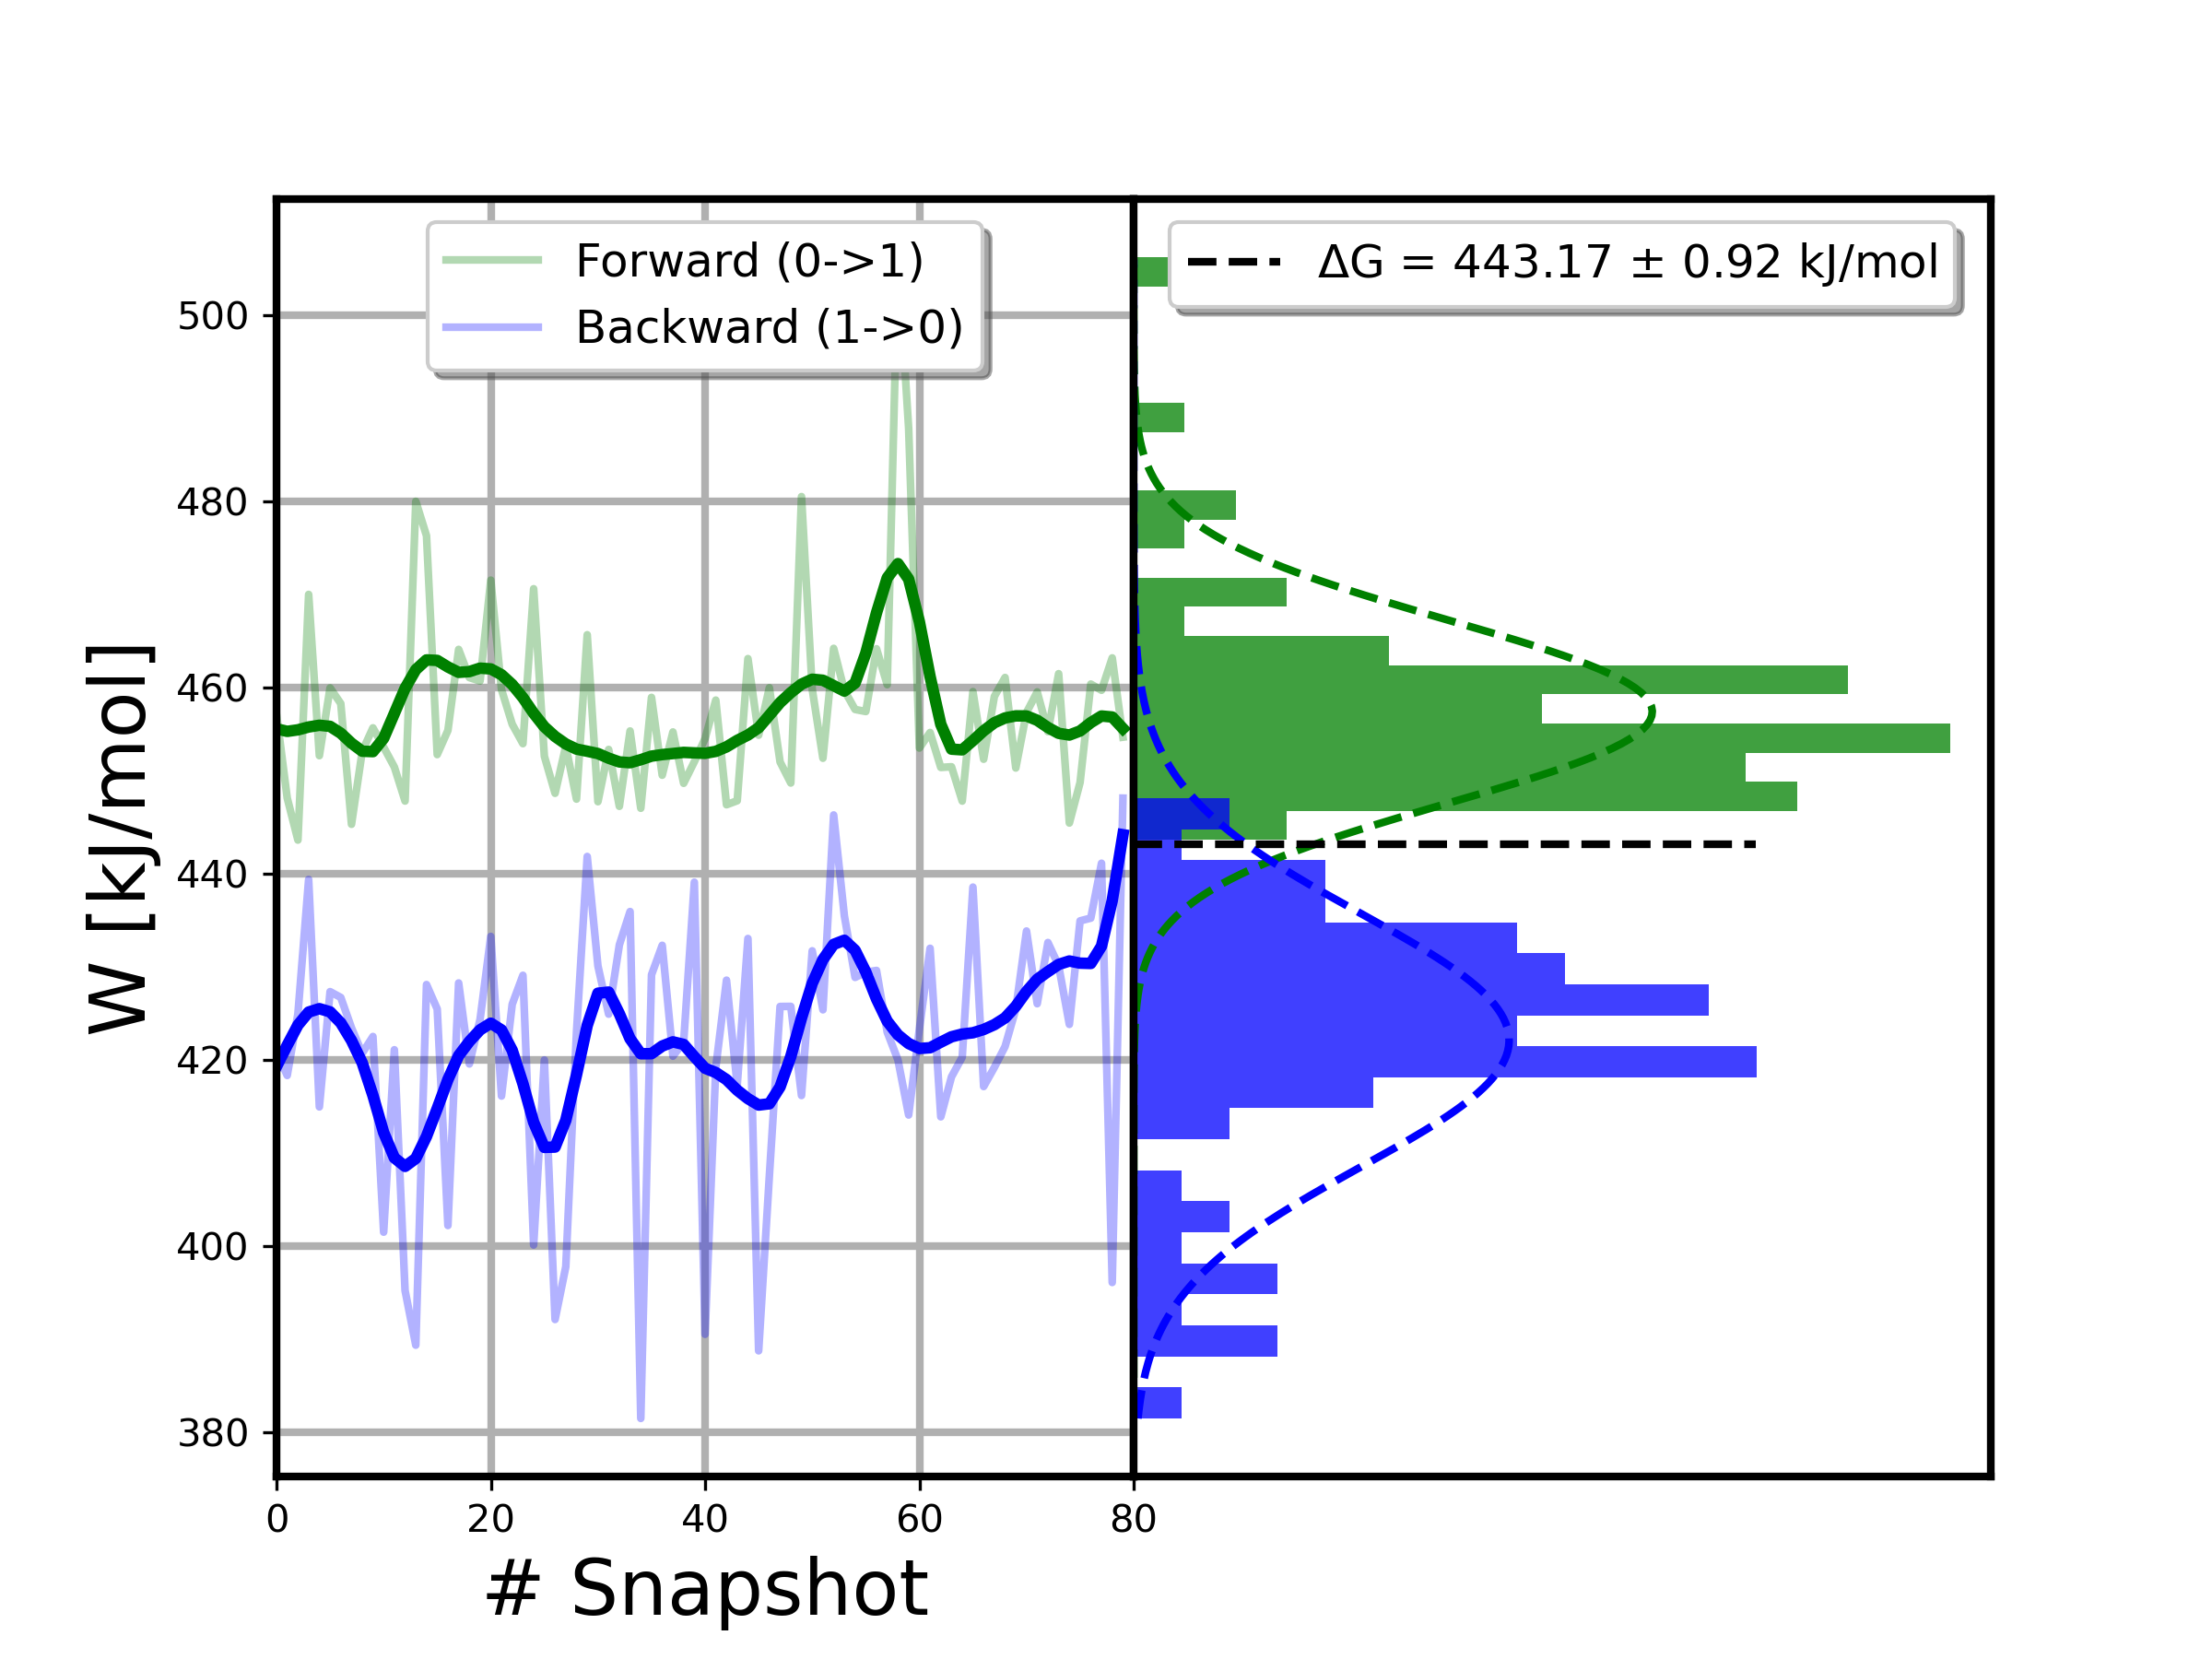 Forward (0->1)
Backward (1->0)
ΔG = 443.17 ± 0.92 kJ/mol
W [kJ/mol]
500
480
460
440
420
400
380
0 20 40 60 80
# Snapshot